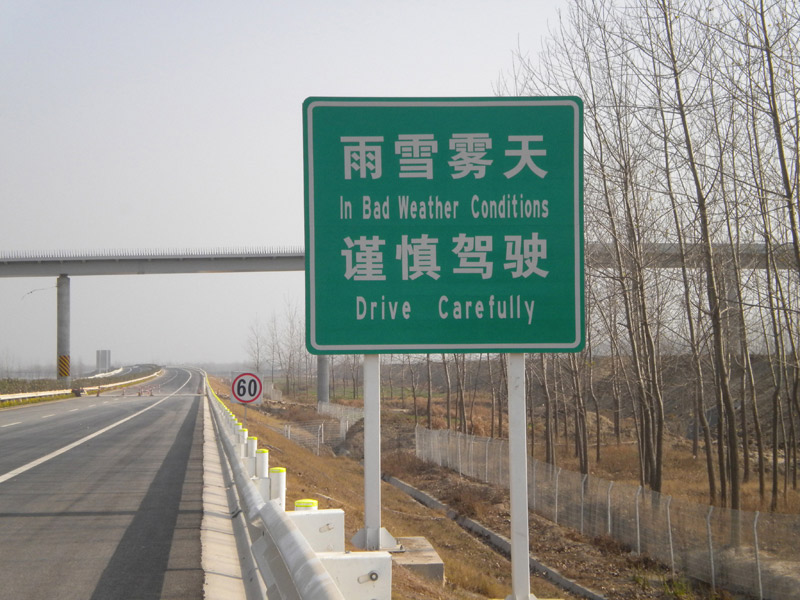 雨雪雾天
In Bad Weather Conditions
谨慎驾驶
Drive Carefully
60